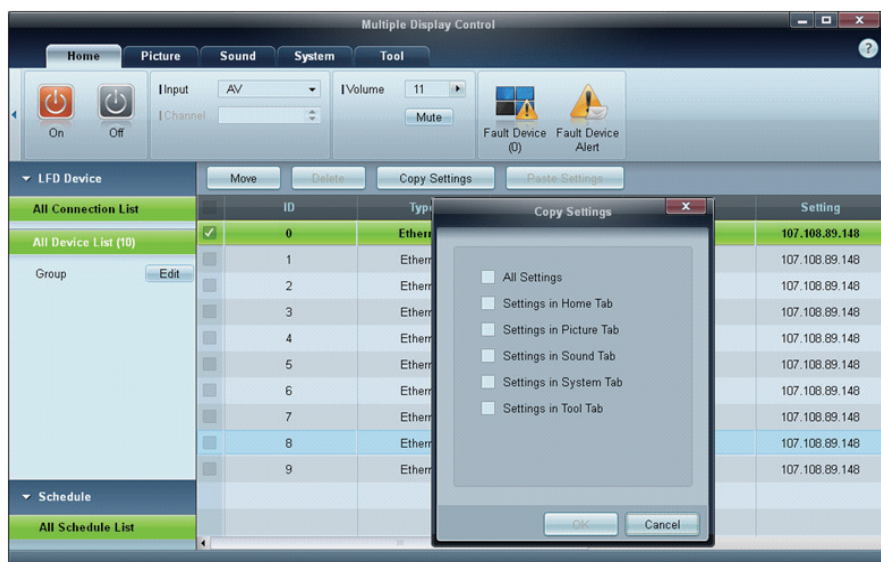 Multiple Display Control
Home Picture Sound System Tool ?
Input AV Volume 11
Channel Mute
On Off Fault Device (0) Fault Device Alert
LFD Device Move Delete Copy Settings Paste Settings
All Connection List ID Copy Settings Setting
All Device List (10) 0 107.108.89.148
1 107.108.89.148
All Settings
Group Edit 2 107.108.89.148
Settings in Home Tab
3 107.108.89.148
Settings in Picture Tab
4 107.108.89.148
Settings in Sound Tab
5 107.108.89.148
Settings in System Tab
6 107.108.89.148
Settings in Tool Tab
7 107.108.89.148
8 107.108.89.148
9 107.108.89.148
Schedule
All Schedule List OK Cancel